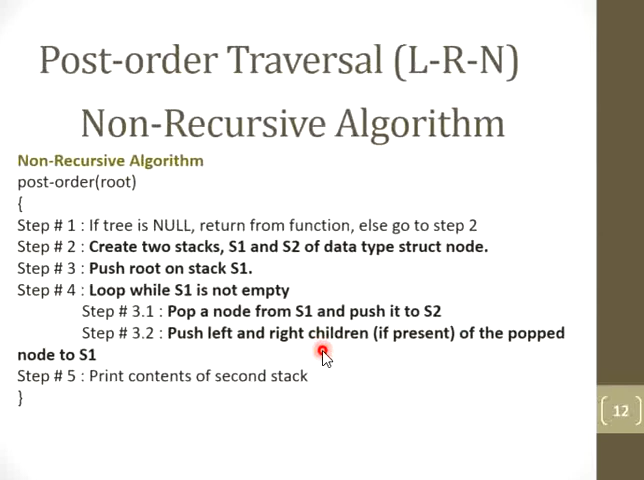 Post-order Traversal (L-R-N)
Non-Recursive Algorithm
Non-Recursive Algorithm
post-order(root)
{
Step # 1 : If tree is NULL, return from function, else go to step 2
Step # 2 : Create two stacks, S1 and S2 of data type struct node.
Step # 3 : Push root on stack S1.
Step # 4 : Loop while S1 is not empty
Step # 3.1 : Pop a node from S1 and push it to S2
Step # 3.2 : Push left and right children (if present) of the popped
node to S1
Step # 5 : Print contents of second stack
}
12